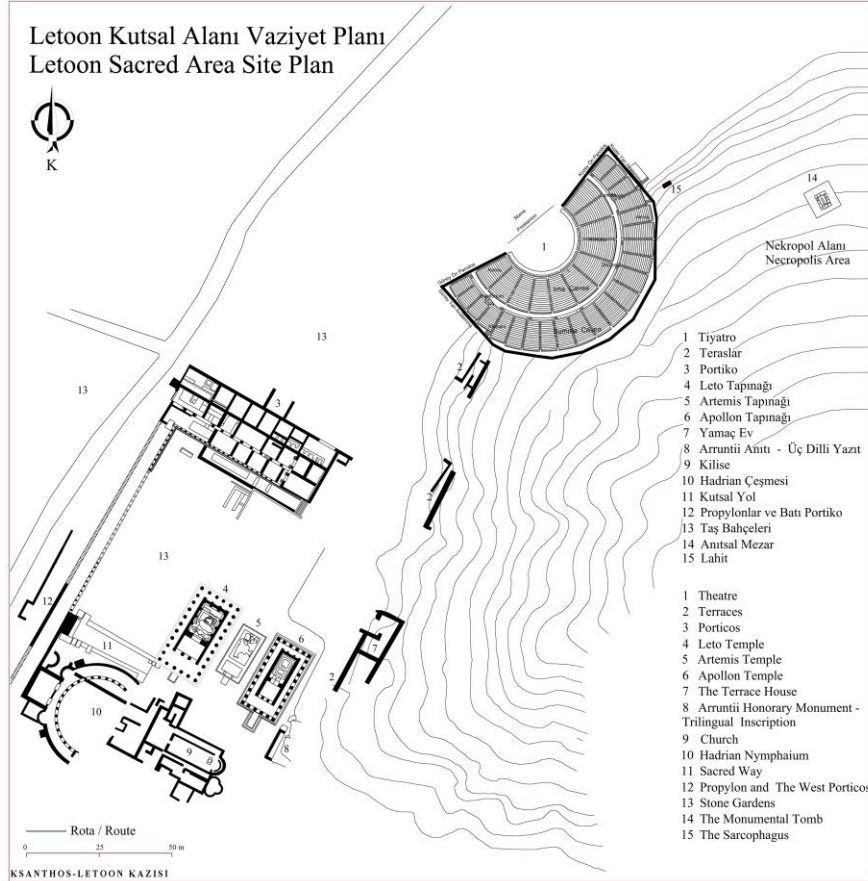 Letoon Kutsal Alanı Vaziyet Planı
Letoon Sacred Area Site Plan
K
Skene
Proskenion
1
15
14
Nekropol Alanı
Necropolis Area
Ima Cavea
Summa Cavea
13
13
2
3
2
13
4
5
6
7
12
11
2
10
9
8
1 Tiyatro
2 Teraslar
3 Portiko
4 Leto Tapınağı
5 Artemis Tapınağı
6 Apollon Tapınağı
7 Yamaç Ev
8 Arruntii Anıtı - Üç Dilli Yazıt
9 Kilise
10 Hadrian Çeşmesi
11 Kutsal Yol
12 Propylonlar ve Batı Portiko
13 Taş Bahçeleri
14 Anıtsal Mezar
15 Lahit
1 Theatre
2 Terraces
3 Porticos
4 Leto Temple
5 Artemis Temple
6 Apollon Temple
7 The Terrace House
8 Arruntii Honorary Monument -
Trilingual Inscription
9 Church
10 Hadrian Nymphaium
11 Sacred Way
12 Propylon and The West Porticos
13 Stone Gardens
14 The Monumental Tomb
15 The Sarcophagus
Rota / Route
0 25 50 m
KSANTHOS-LETOON KAZISI